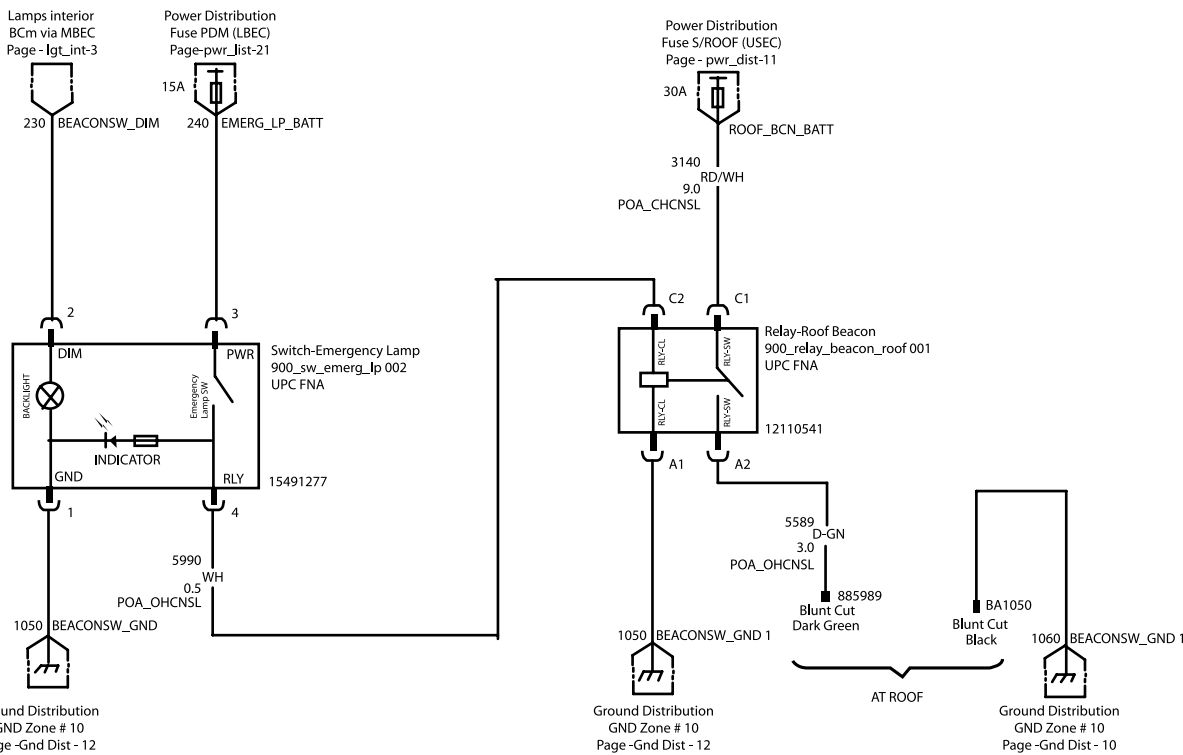 Lamps interior
BCm via MBEC
Page - lgt_int-3
Power Distribution
Fuse PDM (LBEC)
Page-pwr_list-21
15A
230 BEACONSW_DIM
240 EMERG_LP_BATT
Power Distribution
Fuse S/ROOF (USEC)
Page - pwr_dist-11
30A
ROOF_BCN_BATT
3140
RD/WH
9.0
POA_CHCNSL
2
3
DIM
PWR
BACKLIGHT
Emergency
Lamp SW
INDICATOR
GND
RLY
Switch-Emergency Lamp
900_sw_emerg_lp 002
UPC FNA
15491277
1
4
5990
WH
0.5
POA_OHCNSL
1050 BEACONSW_GND
und Distribution
GND Zone # 10
ge -Gnd Dist - 12
C2
C1
RLY-CL
RLY-SW
RLY-CL
RLY-SW
Relay-Roof Beacon
900_relay_beacon_roof 001
UPC FNA
12110541
A1
A2
5589
D-GN
3.0
POA_OHCNSL
885989
Blunt Cut
Dark Green
BA1050
Blunt Cut
Black
AT ROOF
1050 BEACONSW_GND 1
Ground Distribution
GND Zone # 10
Page -Gnd Dist - 12
1060 BEACONSW_GND 1
Ground Distribution
GND Zone # 10
Page -Gnd Dist - 10